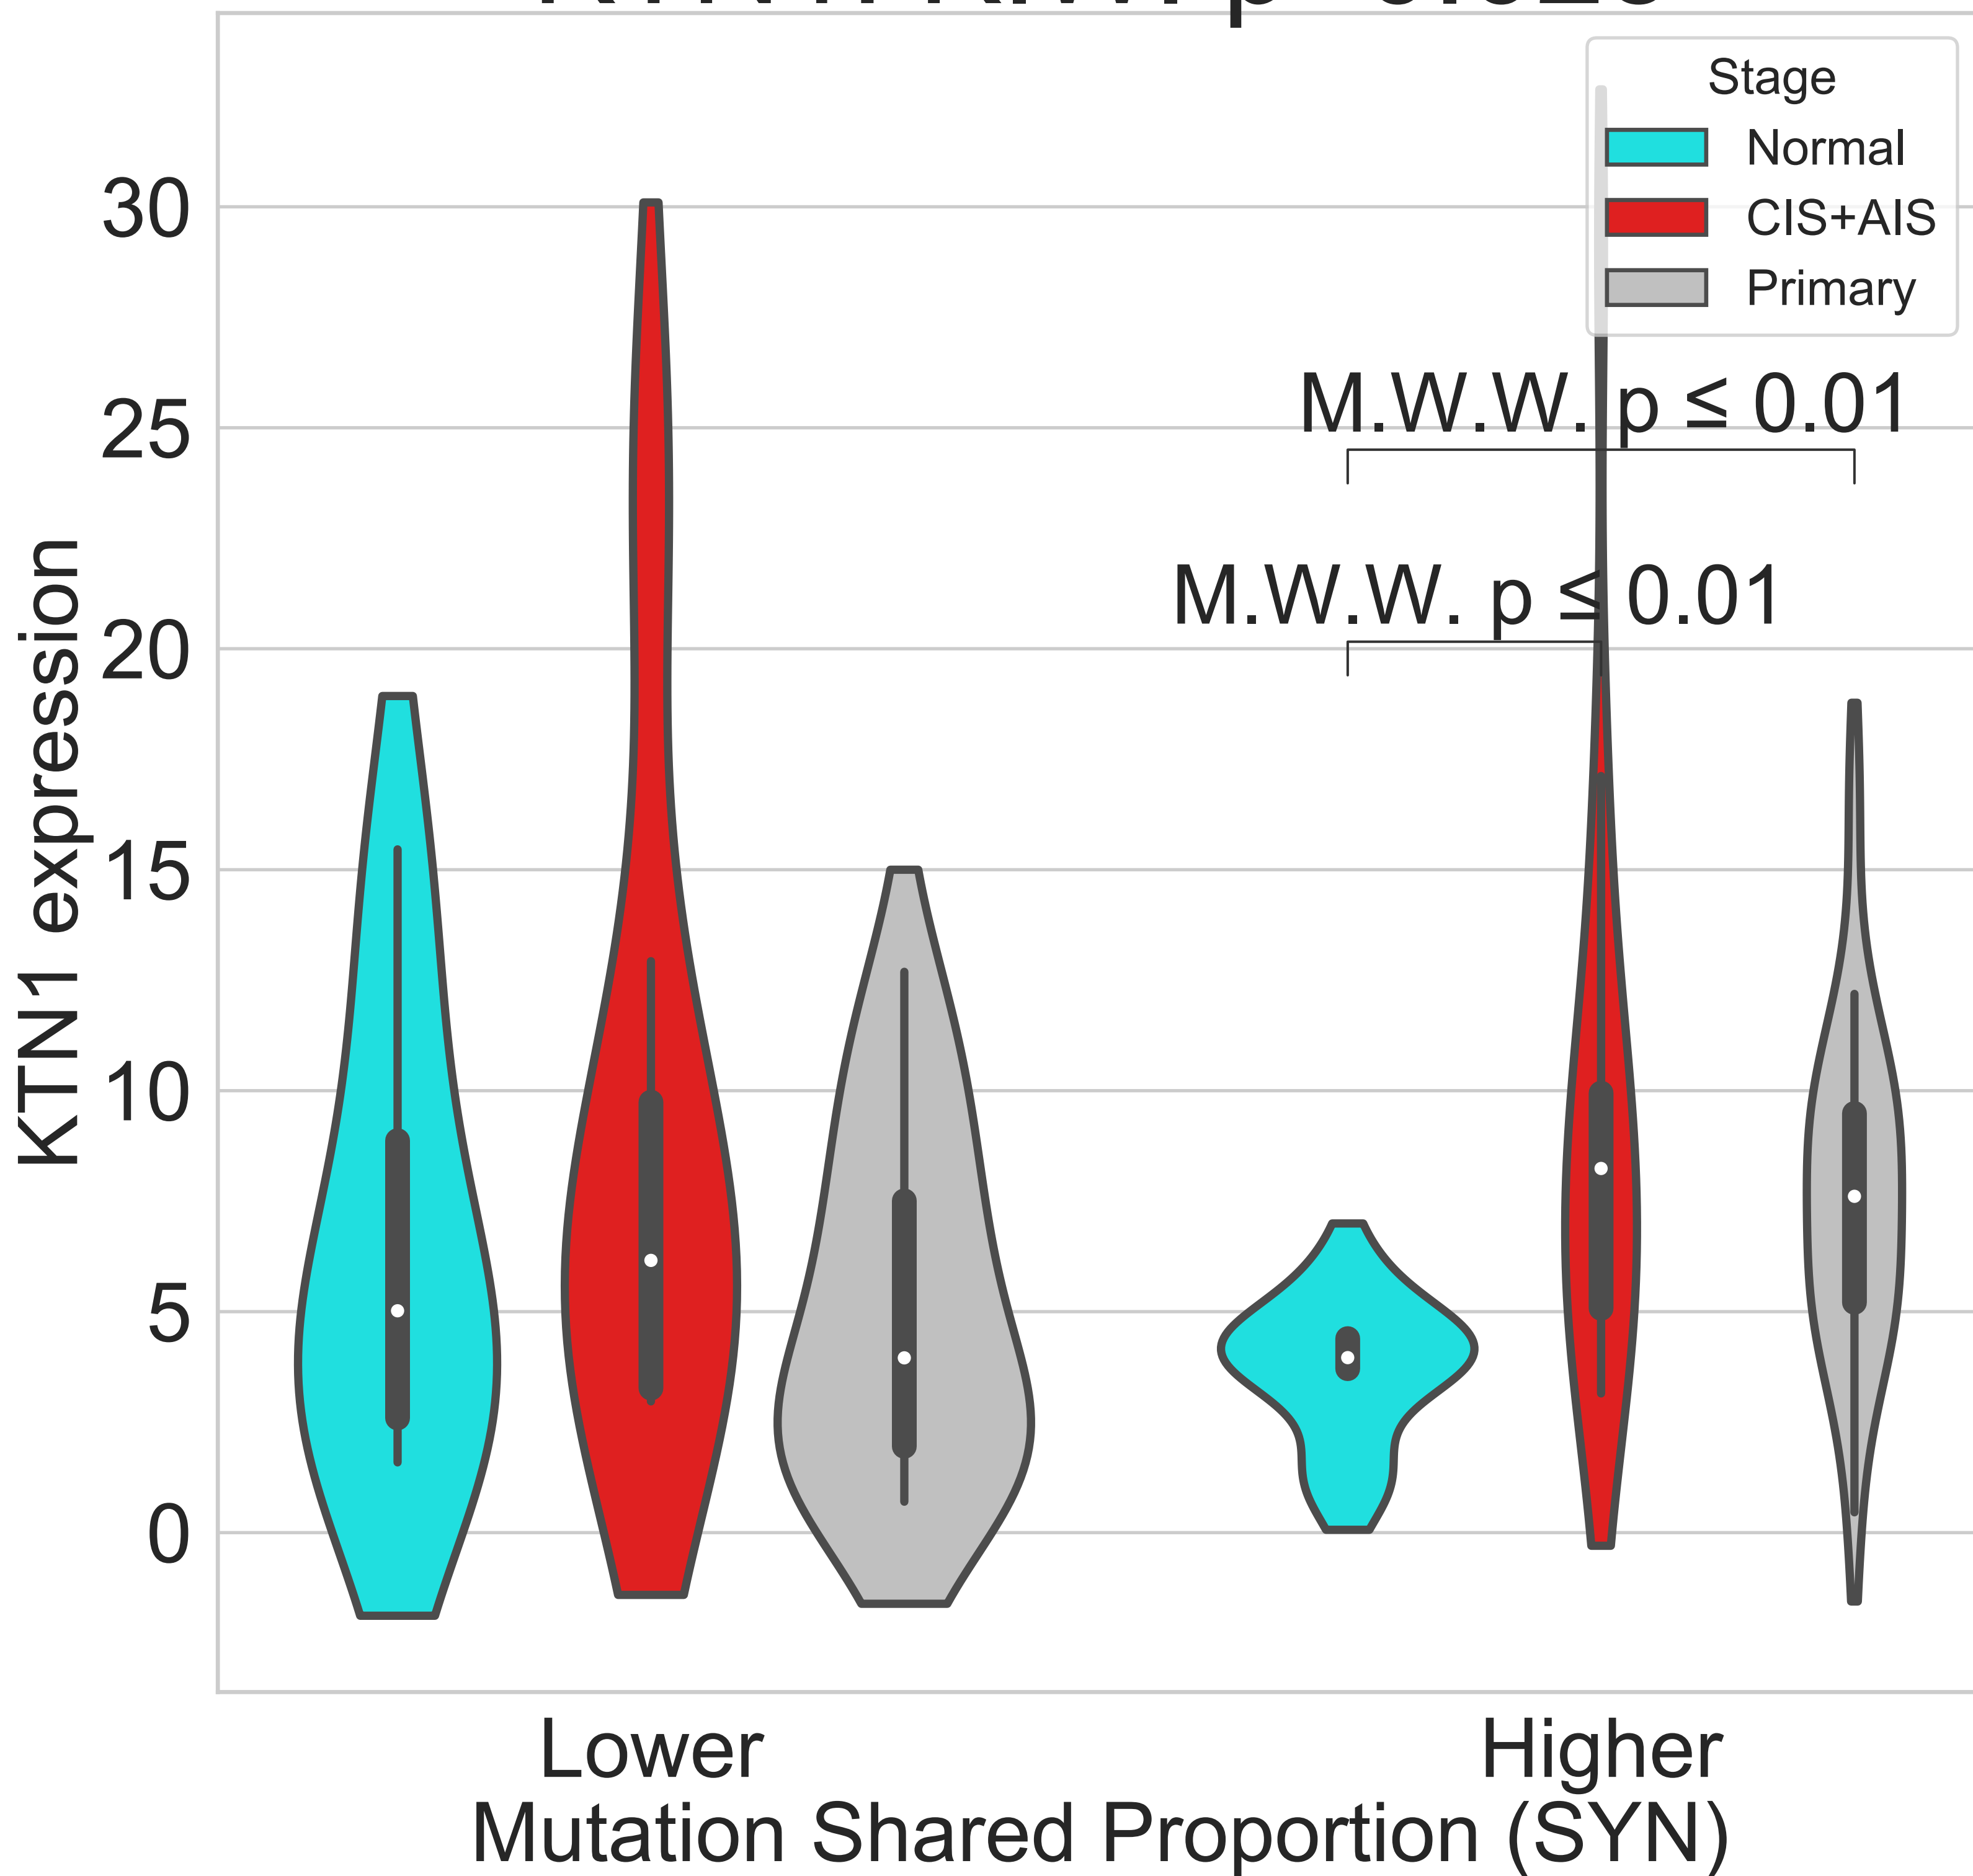 Stage
Normal
CIS+AIS
Primary
30
25
20
15
10
5
0
KTN1 expression
M.W.W. p ≤ 0.01
M.W.W. p ≤ 0.01
Lower
Higher
Mutation Shared Proportion (SYN)